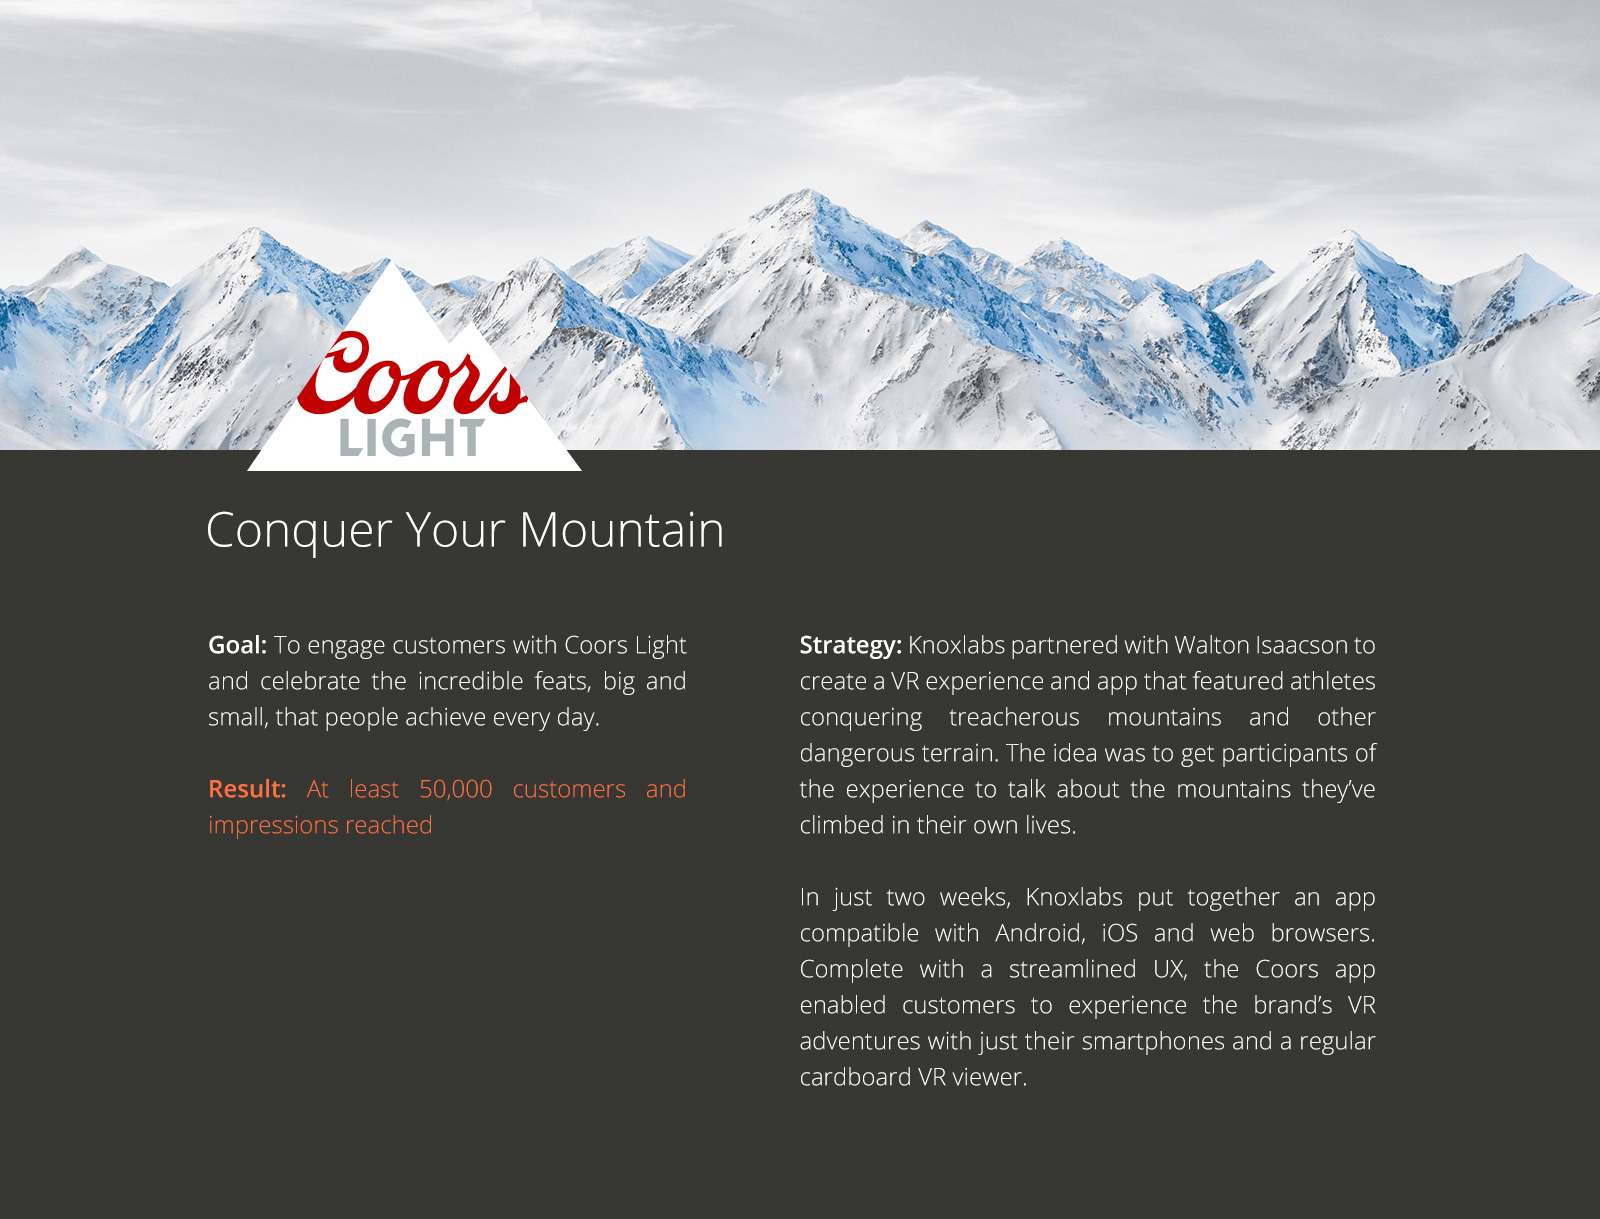 Coors
LIGHT
Conquer Your Mountain
Goal: To engage customers with Coors Light
and celebrate the incredible feats, big and
small, that people achieve every day.
Result: At least 50,000 customers and
impressions reached
Strategy: Knoxlabs partnered with Walton Isaacson to
create a VR experience and app that featured athletes
conquering treacherous mountains and other
dangerous terrain. The idea was to get participants of
the experience to talk about the mountains they’ve
climbed in their own lives.
In just two weeks, Knoxlabs put together an app
compatible with Android, iOS and web browsers.
Complete with a streamlined UX, the Coors app
enabled customers to experience the brand’s VR
adventures with just their smartphones and a regular
cardboard VR viewer.